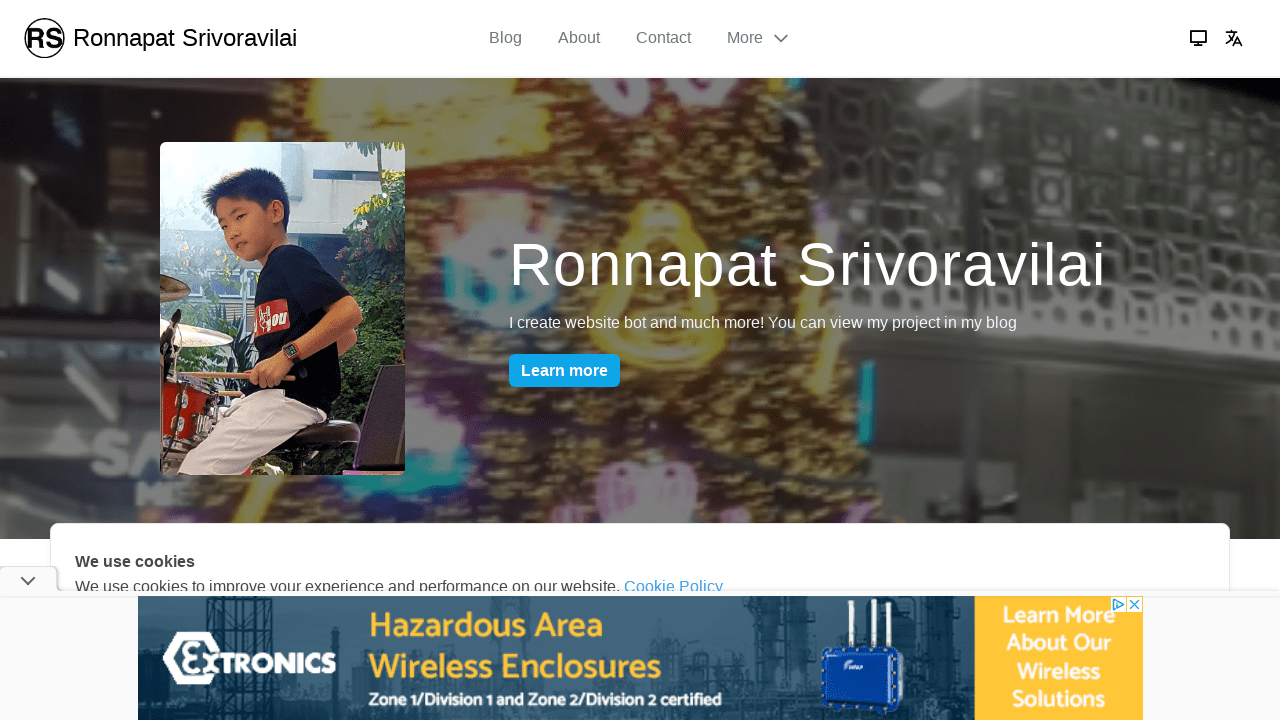 RS Ronnapat Srivoravilai
Blog
About
Contact
More
Ronnapat Srivoravilai
I create website bot and much more! You can view my project in my blog
Learn more
We use cookies
We use cookies to improve your experience and performance on our website. Cookie Policy
EXTRONICS
Hazardous Area
Wireless Enclosures
Zone 1/Division 1 and Zone 2/Division 2 certified
Learn More
About Our
Wireless
Solutions